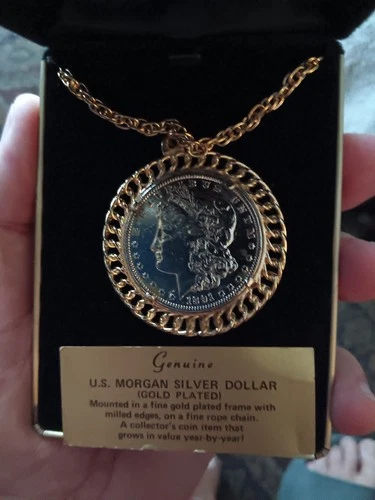 1881
Genuine
U.S. MORGAN SILVER DOLLAR
(GOLD PLATED)
Mounted in a fine gold plated frame with
milled edges, on a fine rope chain.
A collector's coin item that
grows in value year-by-year!